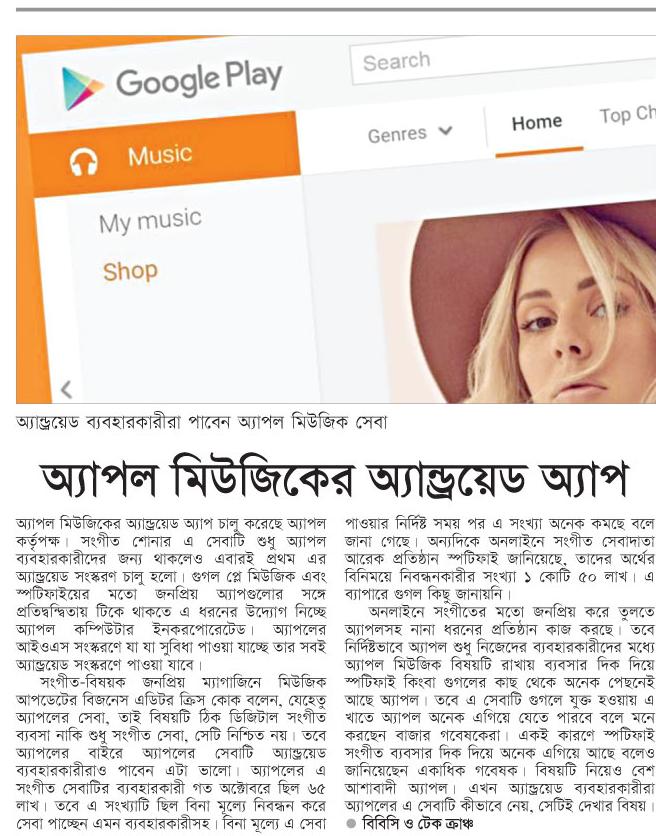 Google Play
Search
Music
Genres
Home
Top Ch
My music
Shop
অ্যান্ড্রয়েড ব্যবহারকারীরা পাবেন অ্যাপল মিউজিক সেবা
অ্যাপল মিউজিকের অ্যান্ড্রয়েড অ্যাপ
অ্যাপল মিউজিকের অ্যান্ড্রয়েড অ্যাপ চালু করেছে অ্যাপল
কর্তৃপক্ষ। সংগীত শোনার এ সেবাটি শুধু অ্যাপল
ব্যবহারকারীদের জন্য থাকলেও এবারই প্রথম এর
অ্যান্ড্রয়েড সংস্করণ চালু হলো। গুগল প্লে মিউজিক এবং
স্পটিফাইয়ের মতো জনপ্রিয় অ্যাপগুলোর সঙ্গে
প্রতিদ্বন্দ্বিতায় টিকে থাকতে এ ধরনের উদ্যোগ নিচ্ছে
অ্যাপল কম্পিউটার ইনকরপোরেটেড। অ্যাপলের
আইওএস সংস্করণে যা যা সুবিধা পাওয়া যাচ্ছে তার সবই
অ্যান্ড্রয়েড সংস্করণে পাওয়া যাবে।
সংগীত-বিষয়ক জনপ্রিয় ম্যাগাজিনে মিউজিক
আপডেটের বিজনেস এডিটর ক্রিস কোক বলেন, যেহেতু
অ্যাপলের সেবা, তাই বিষয়টি ঠিক ডিজিটাল সংগীত
ব্যবসা নাকি শুধু সংগীত সেবা, সেটি নিশ্চিত নয়। তবে
অ্যাপলের বাইরে অ্যাপলের সেবাটি অ্যান্ড্রয়েড
ব্যবহারকারীরাও পাবেন এটা ভালো। অ্যাপলের এ
সংগীত সেবাটির ব্যবহারকারী গত অক্টোবরে ছিল ৬৫
লাখ। তবে এ সংখ্যাটি ছিল বিনা মূল্যে নিবন্ধন করে
সেবা পাচ্ছেন এমন ব্যবহারকারীসহ। বিনা মূল্যে এ সেবা
পাওয়ার নির্দিষ্ট সময় পর এ সংখ্যা অনেক কমছে বলে
জানা গেছে। অন্যদিকে অনলাইনে সংগীত সেবাদাতা
আরেক প্রতিষ্ঠান স্পটিফাই জানিয়েছে, তাদের অর্থের
বিনিময়ে নিবন্ধনকারীর সংখ্যা ১ কোটি ৫০ লাখ। এ
ব্যাপারে গুগল কিছু জানায়নি।
অনলাইনে সংগীতের মতো জনপ্রিয় করে তুলতে
অ্যাপলসহ নানা ধরনের প্রতিষ্ঠান কাজ করছে। তবে
নির্দিষ্টভাবে অ্যাপল শুধু নিজেদের ব্যবহারকারীদের মধ্যে
অ্যাপল মিউজিক বিষয়টি রাখায় ব্যবসার দিক দিয়ে
স্পটিফাই কিংবা গুগলের কাছ থেকে অনেক পেছনেই
আছে অ্যাপল। তবে এ সেবাটি গুগলে যুক্ত হওয়ায় এ
খাতে অ্যাপল অনেক এগিয়ে যেতে পারবে বলে মনে
করছেন বাজার গবেষকেরা। একই কারণে স্পটিফাই
সংগীত ব্যবসার দিক দিয়ে অনেক এগিয়ে আছে বলেও
জানিয়েছেন একাধিক গবেষক। বিষয়টি নিয়েও বেশ
আশাবাদী অ্যাপল। এখন অ্যান্ড্রয়েড ব্যবহারকারীরা
অ্যাপলের এ সেবাটি কীভাবে নেয়, সেটিই দেখার বিষয়।
● বিবিসি ও টেক ক্রাঞ্চ